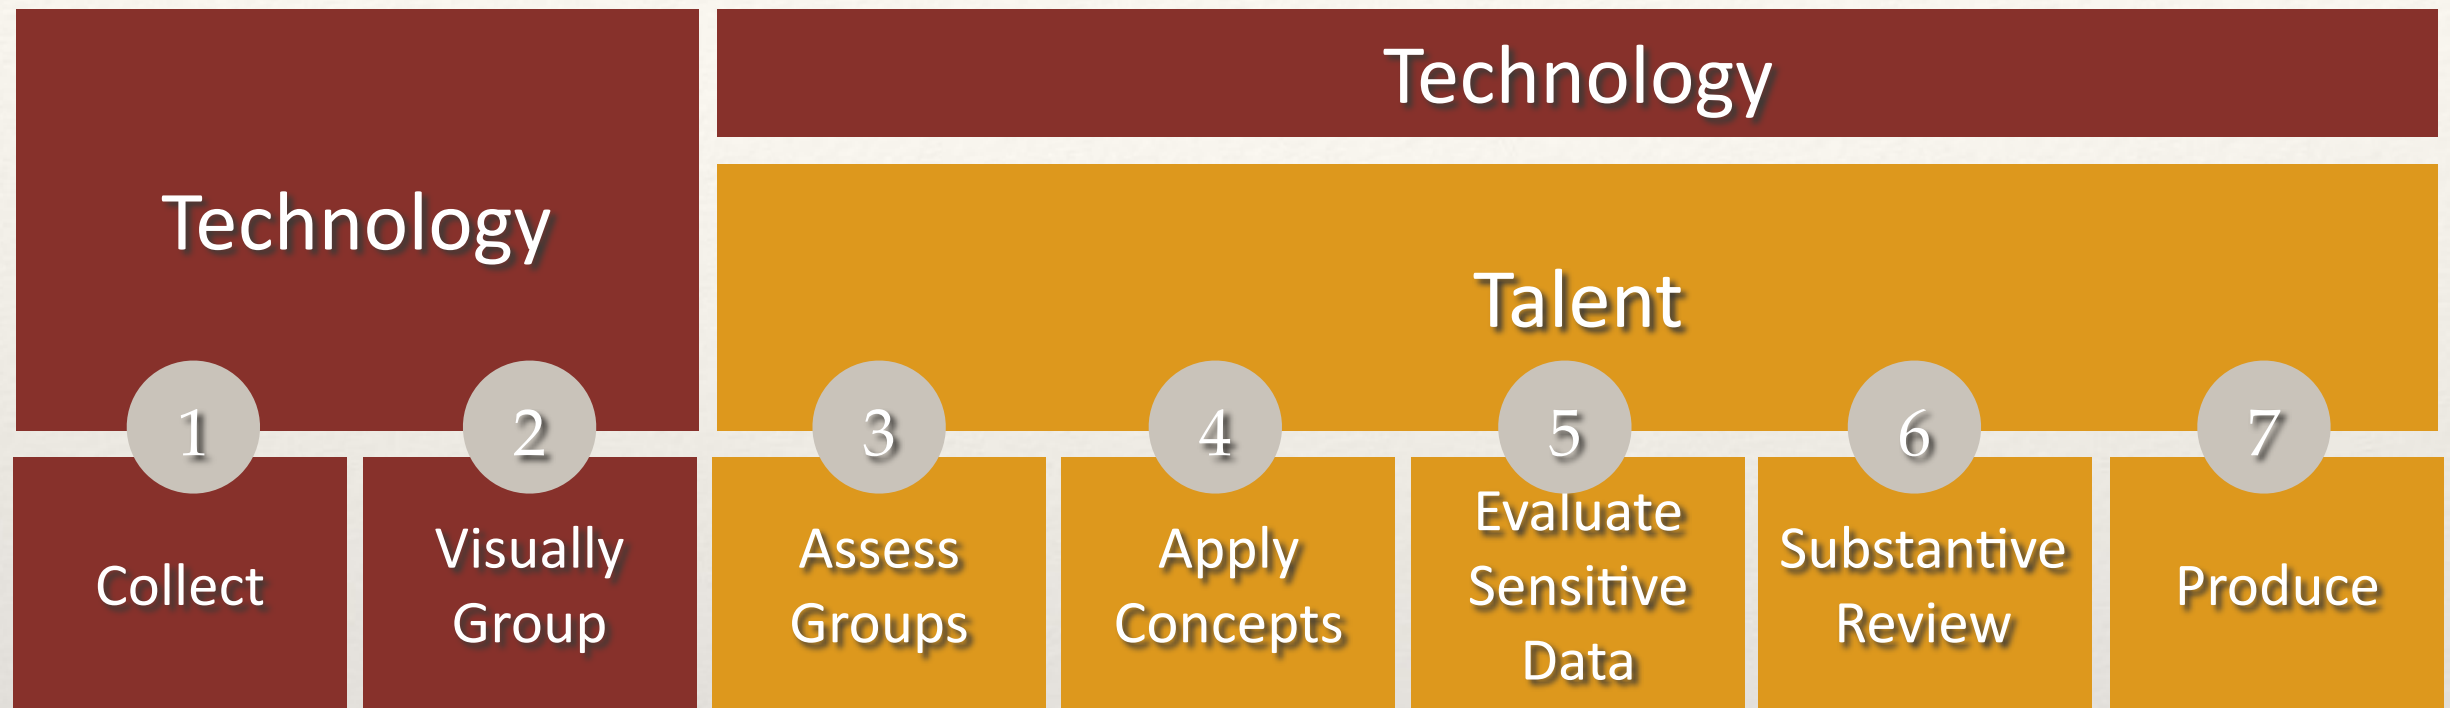 Technology
Technology
Talent
1
2
3
4
5
6
7
Collect
Visually
Group
Assess
Groups
Apply
Concepts
Evaluate
Sensitive
Data
Substantive
Review
Produce